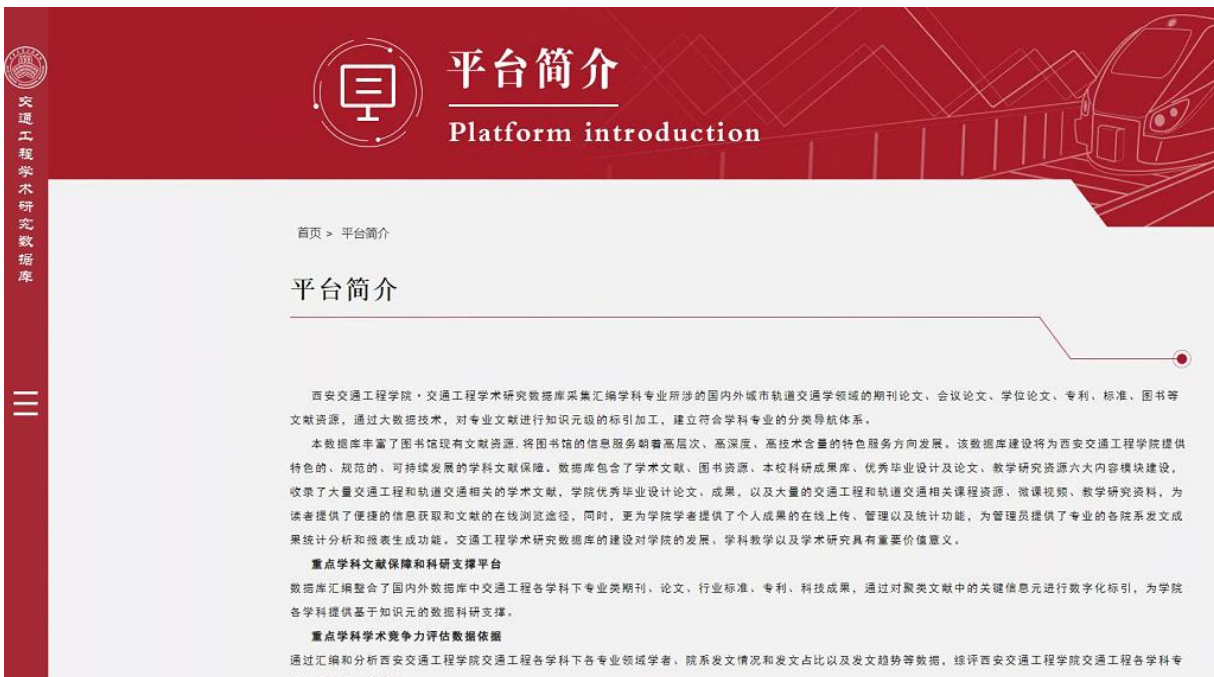 交通工程学术研究数据库
平台简介
Platform introduction
首页 > 平台简介
平台简介
西安交通工程学院·交通工程学术研究数据库采集汇编学科专业所涉的国内外城市轨道交通学领域的期刊论文、会议论文、学位论文、专利、标准、图书等
文献资源，通过大数据技术，对专业文献进行知识元级的标引加工，建立符合学科专业的分类导航体系。
本数据库丰富了图书馆现有文献资源,将图书馆的信息服务朝着高层次、高深度、高技术含量的特色服务方向发展。该数据库建设将为西安交通工程学院提供
特色的、规范的、可持续发展的学科文献保障。数据库包含了学术文献、图书资源、本校科研成果库、优秀毕业设计及论文、教学研究资源六大内容模块建设，
收录了大量交通工程和轨道交通相关的学术文献，学院优秀毕业设计论文、成果，以及大量的交通工程和轨道交通相关课程资源、微课视频、教学研究资料，为
读者提供了便捷的信息获取和文献的在线浏览途径，同时，更为学院学者提供了个人成果的在线上传、管理以及统计功能，为管理员提供了专业的各院系发文成
果统计分析和报表生成功能。交通工程学术研究数据库的建设对学院的发展、学科教学以及学术研究具有重要价值意义。
重点学科文献保障和科研支撑平台
数据库汇编整合了国内外数据库中交通工程各学科下专业类期刊、论文、行业标准、专利、科技成果，通过对聚类文献中的关键信息元进行数字化标引，为学院
各学科提供基于知识元的数据科研支撑。
重点学科学术竞争力评估数据依据
通过汇编和分析西安交通工程学院交通工程各学科下各专业领域学者、院系发文情况和发文占比以及发文趋势等数据，综评西安交通工程学院交通工程各学科专